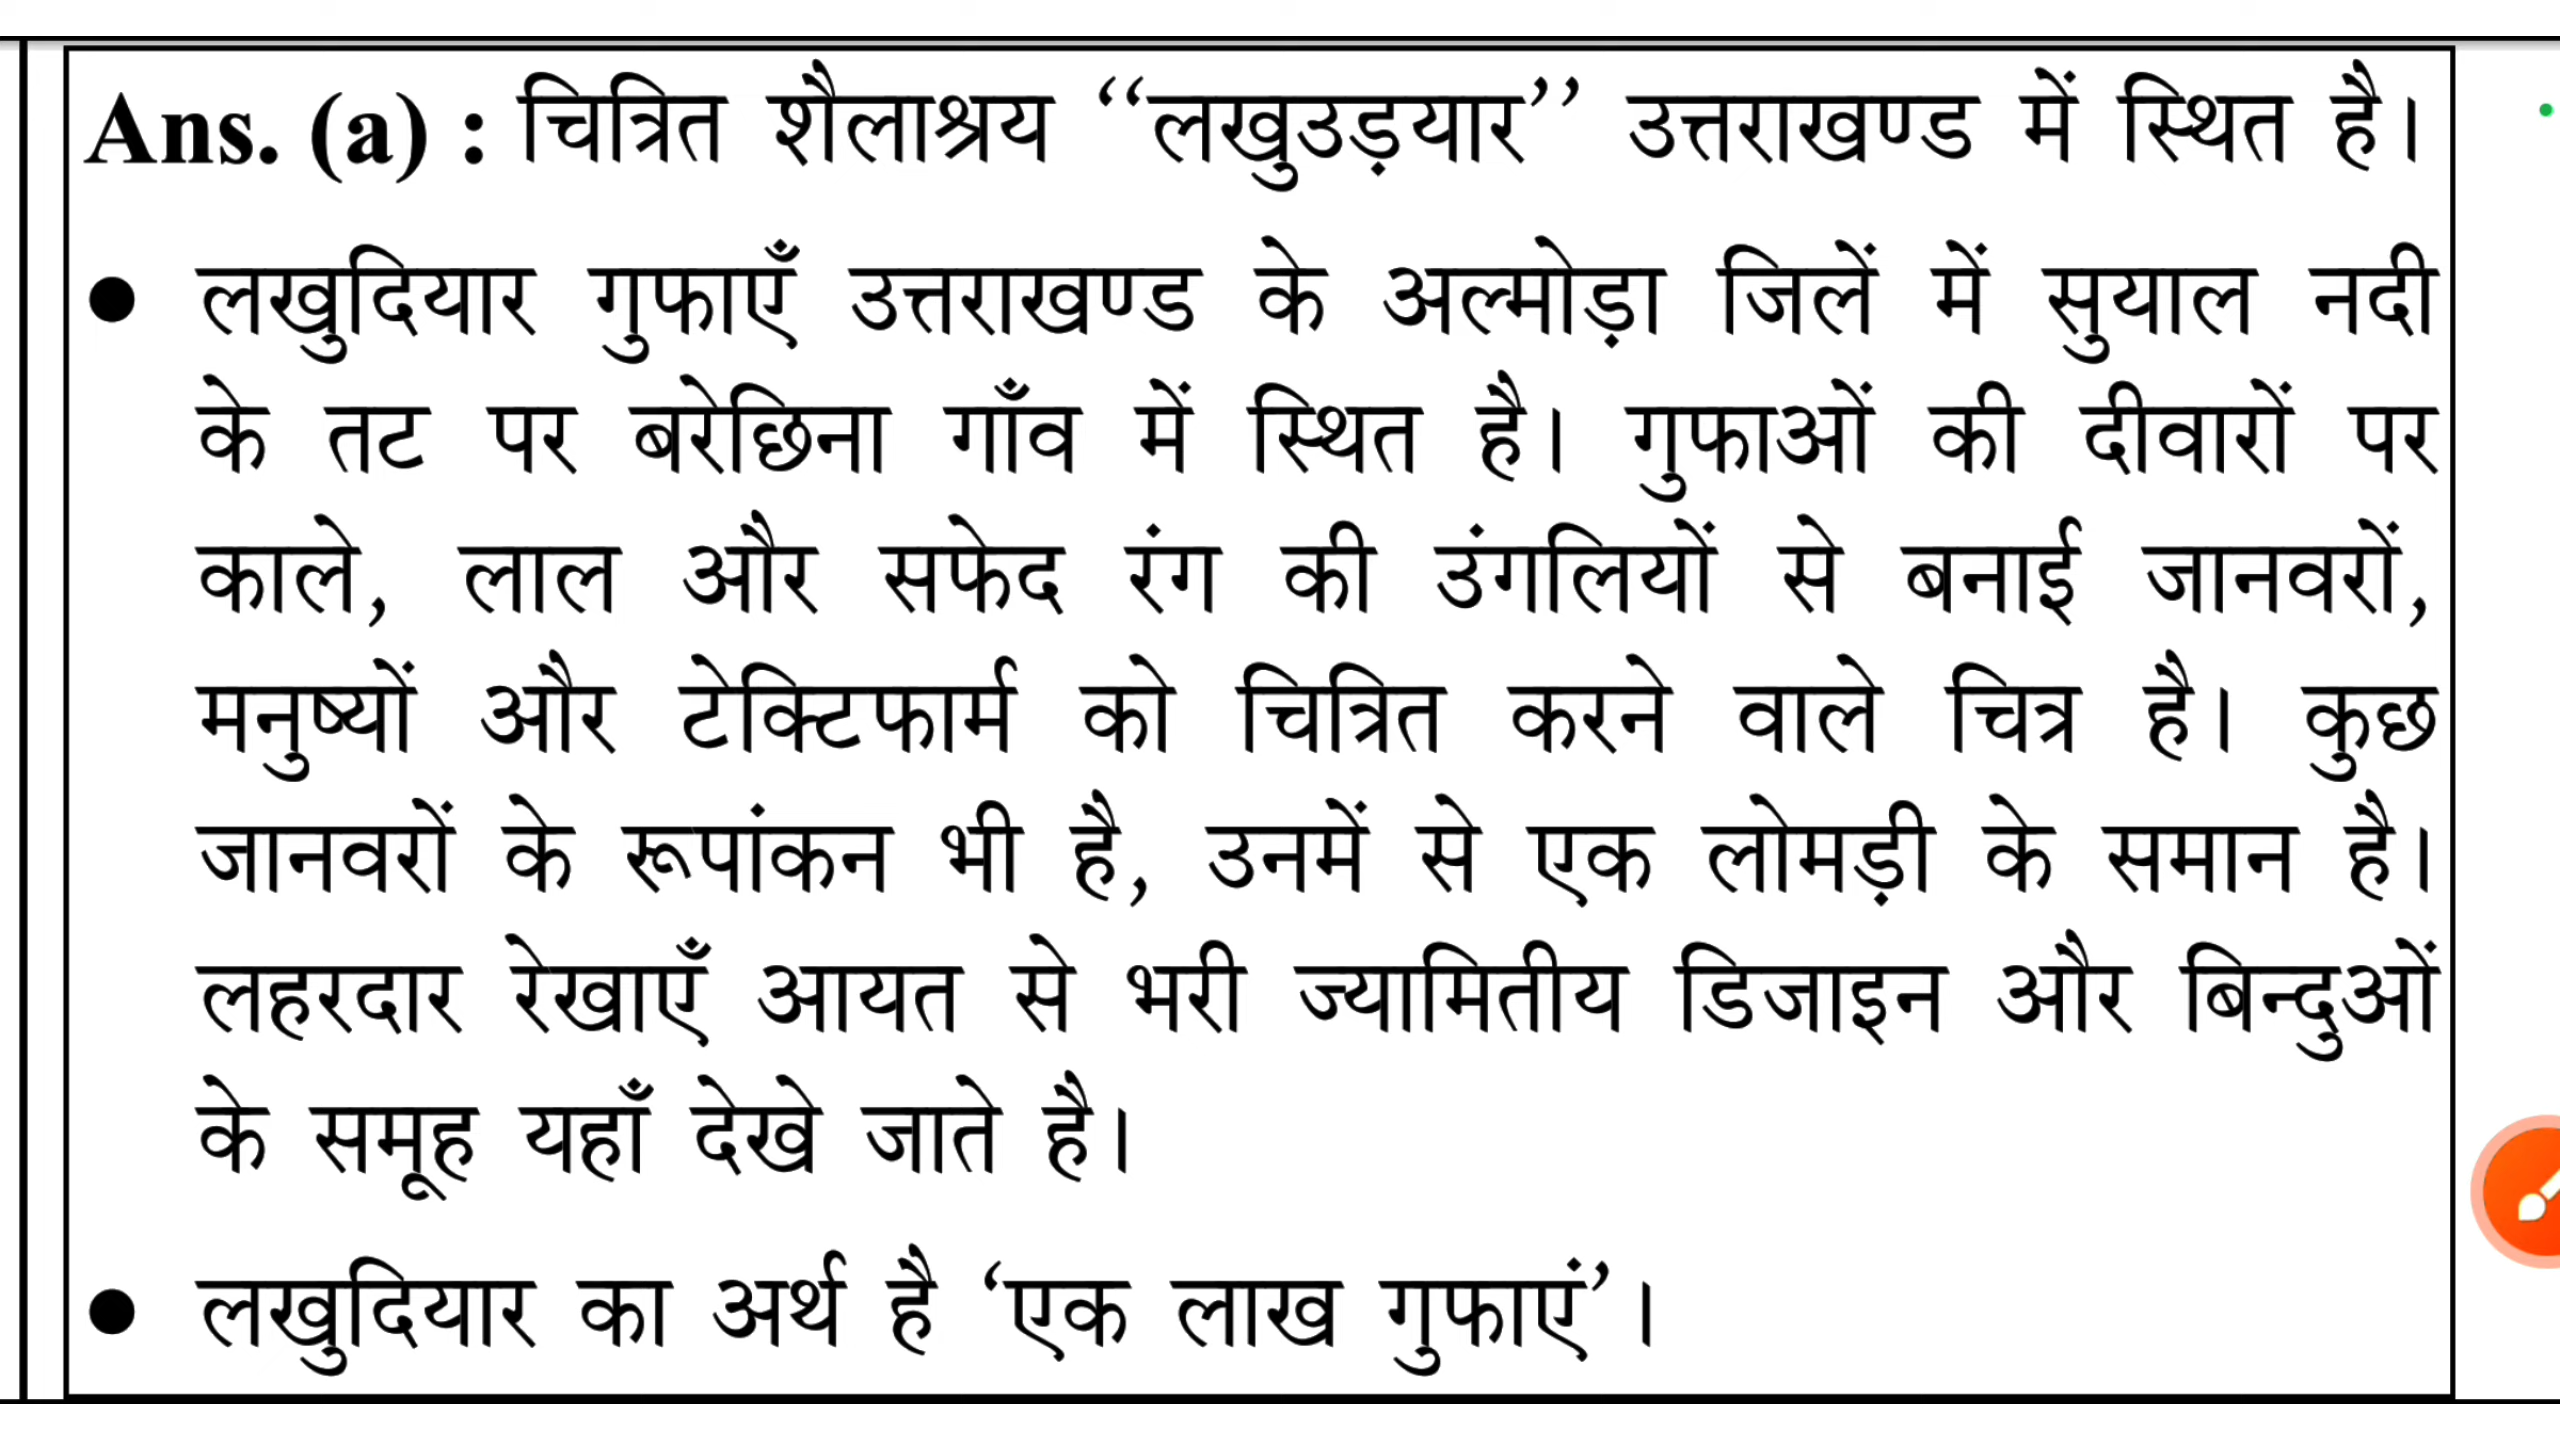 Ans. (a) : चित्रित शैलाश्रय ‘‘लखुउड़यार’’ उत्तराखण्ड में स्थित है।
● लखुदियार गुफाएँ उत्तराखण्ड के अल्मोड़ा जिलें में सुयाल नदी
के तट पर बरेछिना गाँव में स्थित है। गुफाओं की दीवारों पर
काले, लाल और सफेद रंग की उंगलियों से बनाई जानवरों,
मनुष्यों और टेक्टिफार्म को चित्रित करने वाले चित्र है। कुछ
जानवरों के रूपांकन भी है, उनमें से एक लोमड़ी के समान है।
लहरदार रेखाएँ आयत से भरी ज्यामितीय डिजाइन और बिन्दुओं
के समूह यहाँ देखे जाते है।
● लखुदियार का अर्थ है ‘एक लाख गुफाएं’।